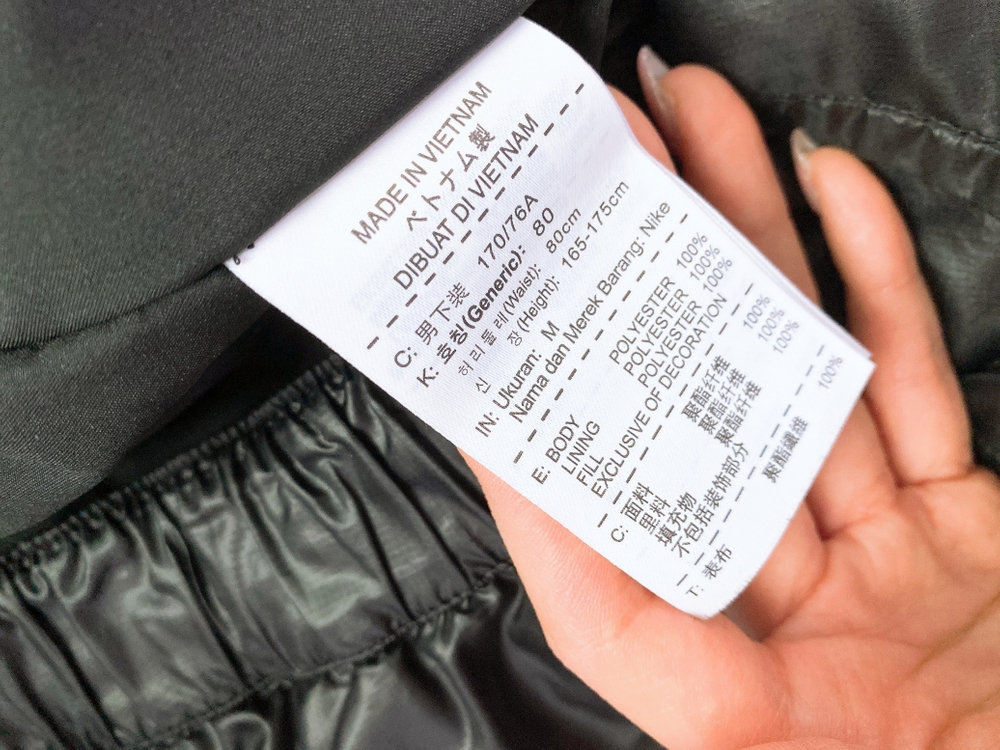 MADE IN VIETNAM
ベトナム製
DIBUAT DI VIETNAM
C: 男下装 170/76A
K: 호칭(Generic): 80
허리둘레(Waist): 80cm
신장(Height): 165-175cm
IN: Ukuran: M
Nama dan Merek Barang: Nike
E: BODY POLYESTER 100%
LINING POLYESTER 100%
FILL POLYESTER 100%
EXCLUSIVE OF DECORATION
C: 面料 聚酯纤维 100%
里料 聚酯纤维 100%
填充物 聚酯纤维 100%
不包括装饰部分
T: 表布 聚酯纖維 100%